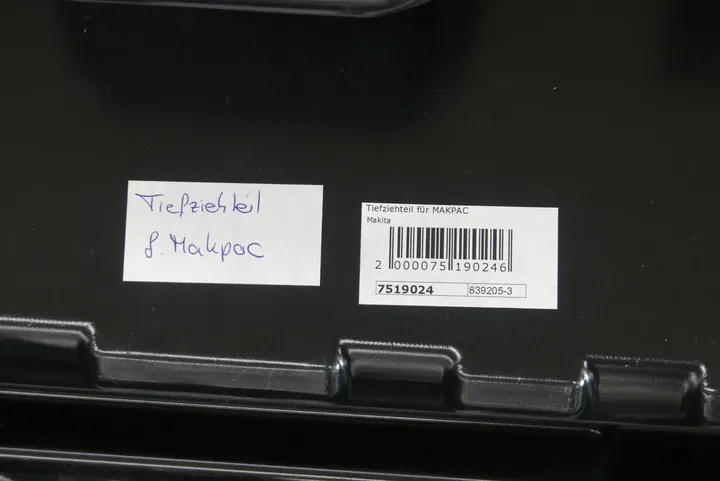 Tiefziehteil
f. Makpac
Tiefziehteil für MAKPAC
Makita
2 000075 190246
7519024 839205-3